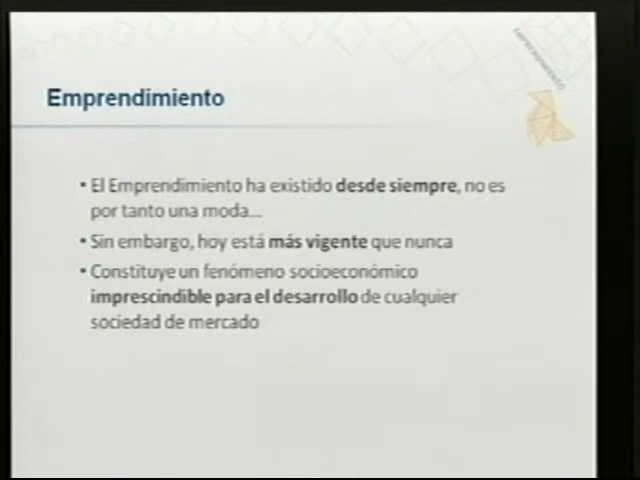 EMPRENDIMIENTO
Emprendimiento
• El Emprendimiento ha existido desde siempre, no es
por tanto una moda...
• Sin embargo, hoy está más vigente que nunca
• Constituye un fenómeno socioeconómico
imprescindible para el desarrollo de cualquier
sociedad de mercado